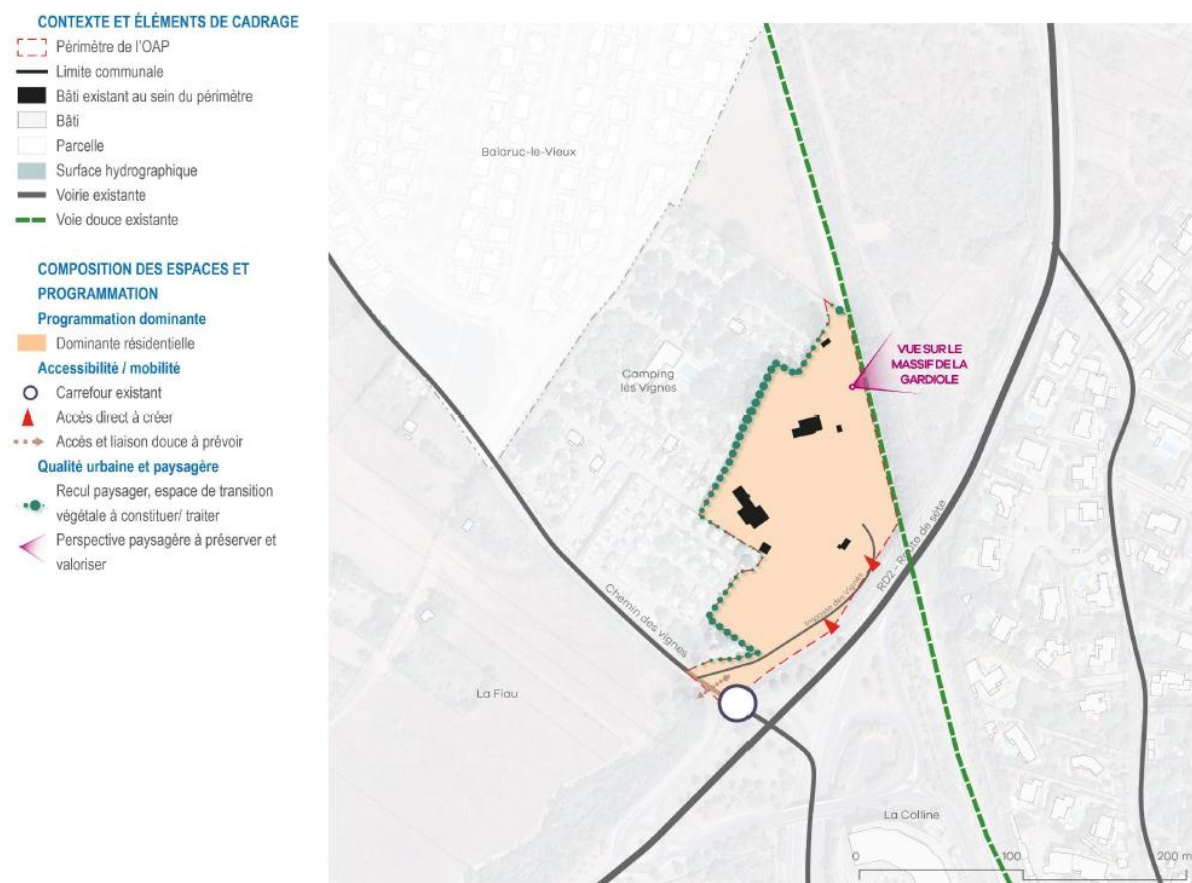 CONTEXTE ET ÉLÉMENTS DE CADRAGE
Périmètre de l'OAP
Limite communale
Bâti existant au sein du périmètre
Bâti
Parcelle
Surface hydrographique
Voirie existante
Voie douce existante
COMPOSITION DES ESPACES ET
PROGRAMMATION
Programmation dominante
Dominante résidentielle
Accessibilité / mobilité
Carrefour existant
Accès direct à créer
Accés et liaison douce à prévoir
Qualité urbaine et paysagère
Recul paysager, espace de transition
végétale à constituer/ traiter
Perspective paysagère à préserver et
valoriser
Balaruc-le-Vieux
VUE SUR LE
MASSIF DE LA
GARDIOLE
Camping
les Vignes
RD2 - Route de sète
Impasse des Vignes
Chemin des vignes
La Fiau
La Colline
0
100
200 m